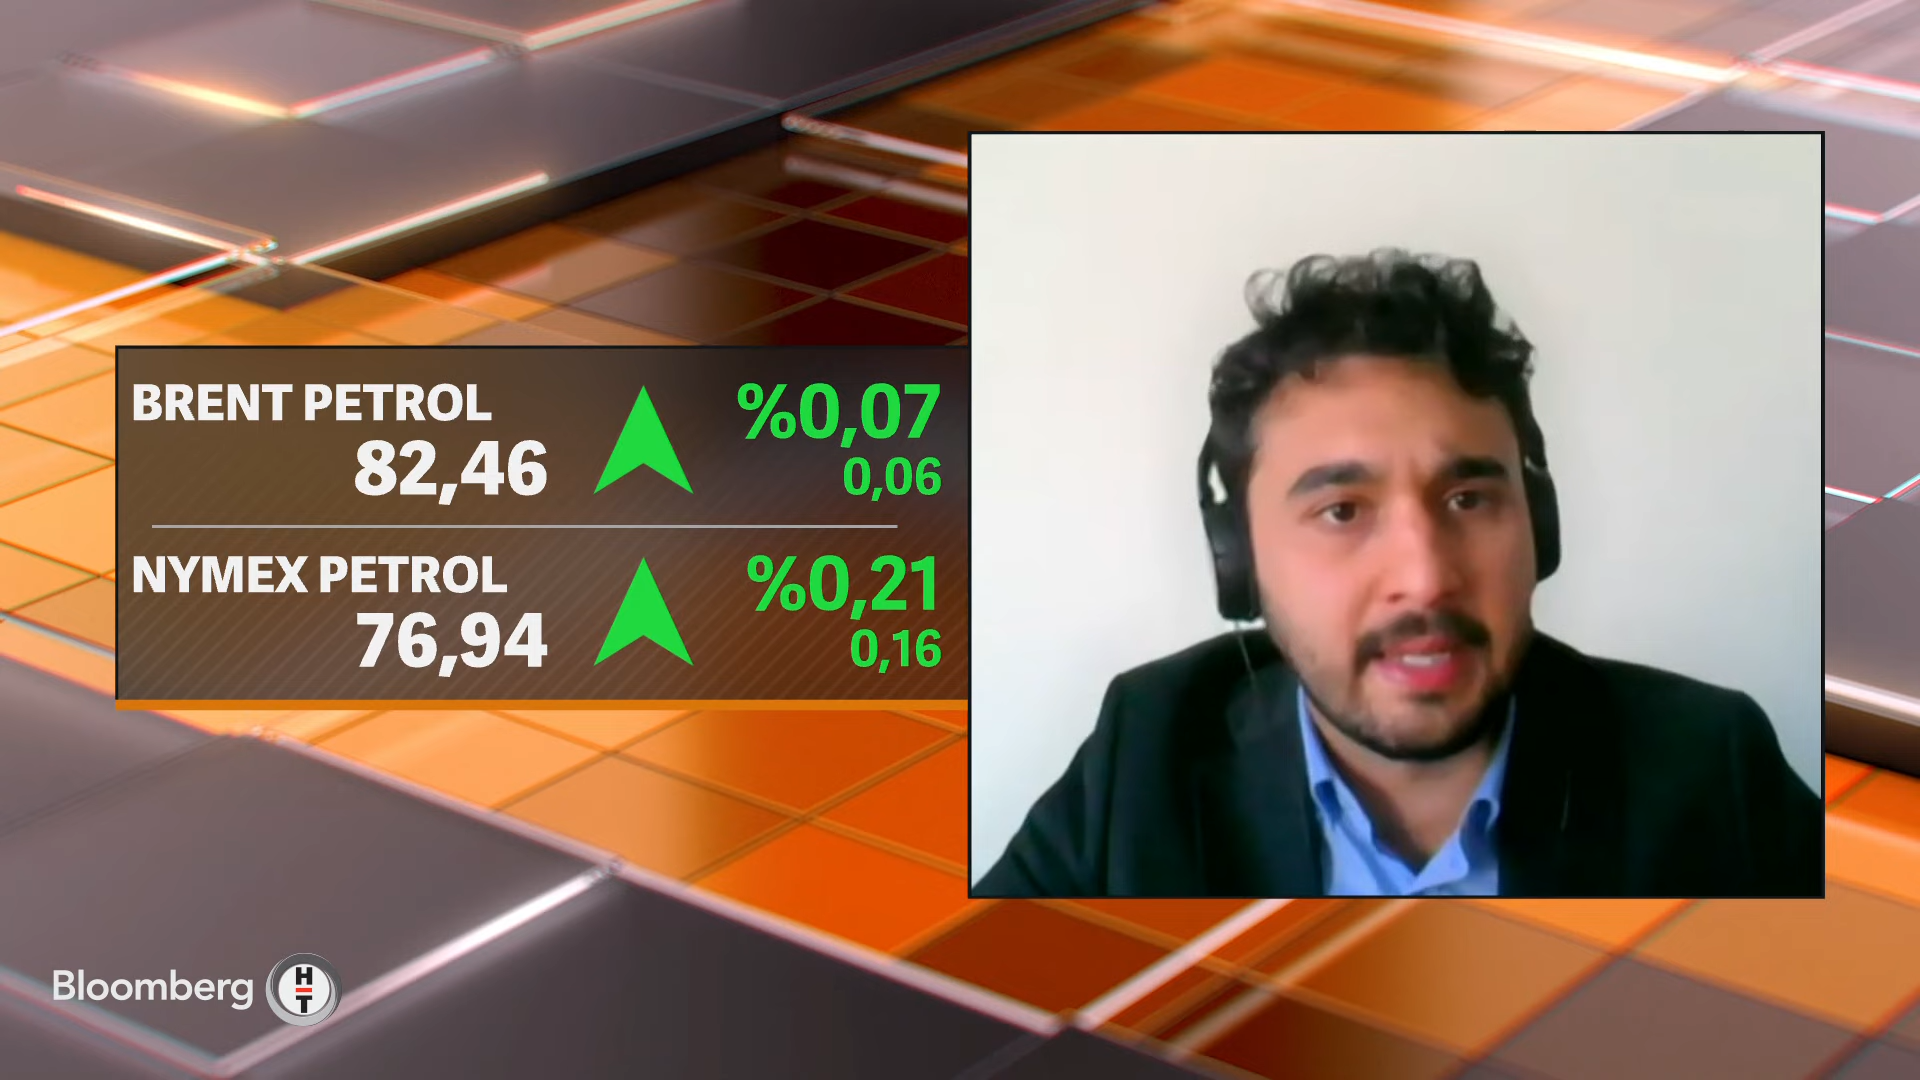 BRENT PETROL
82,46
%0,07
0,06
NYMEX PETROL
76,94
%0,21
0,16
Bloomberg HT